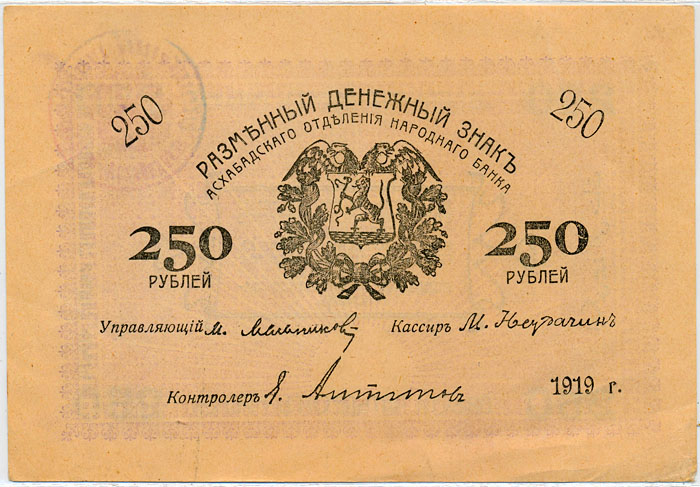 250
250
РАЗМѢННЫЙ ДЕНЕЖНЫЙ ЗНАКЪ
АСХАБАДСКАГО ОТДѢЛЕНІЯ НАРОДНАГО БАНКА
250
РУБЛЕЙ
250
РУБЛЕЙ
Управляющій М. Кассиръ М.
Контролеръ
1919 г.